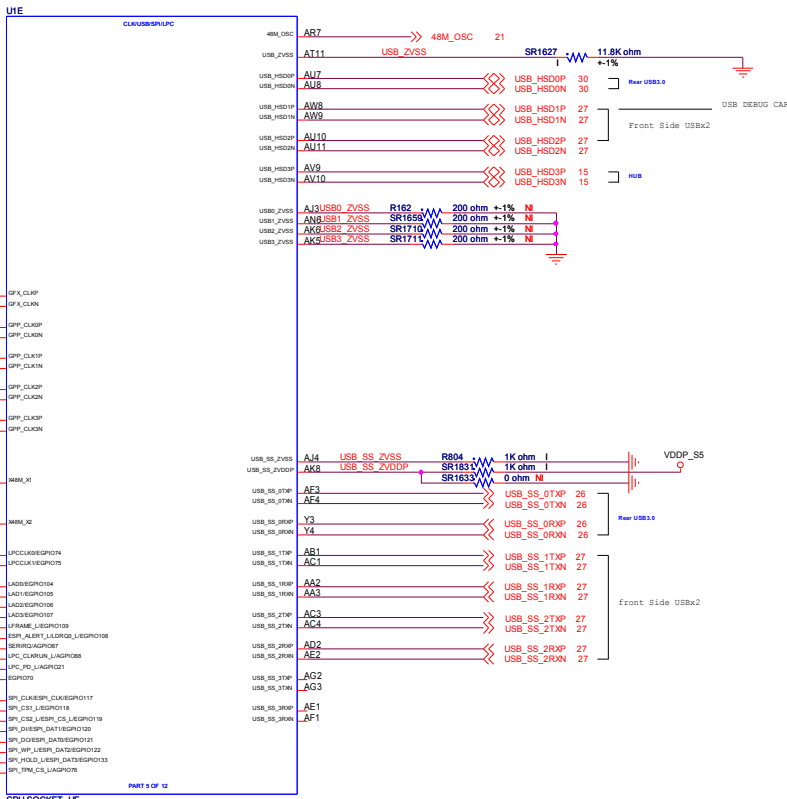 U1E
CLK/USB/SPI/LPC
48M_OSC AR7 48M_OSC 21
USB_ZVSS AT11 USB_ZVSS SR1627 11.8K ohm
I +-1%
USB_HSD0P AU7 USB_HSD0P 30
USB_HSD0N AU8 USB_HSD0N 30
Rear USB3.0
USB_HSD1P AW8 USB_HSD1P 27
USB_HSD1N AW9 USB_HSD1N 27
USB DEBUG CAR
Front Side USBx2
USB_HSD2P AU10 USB_HSD2P 27
USB_HSD2N AU11 USB_HSD2N 27
USB_HSD3P AV9 USB_HSD3P 15
USB_HSD3N AV10 USB_HSD3N 15
HUB
USB0_ZVSS AJ3 USB0_ZVSS R162 200 ohm +-1% NI
USB1_ZVSS AN6 USB1_ZVSS SR1659 200 ohm +-1% NI
USB2_ZVSS AK6 USB2_ZVSS SR1710 200 ohm +-1% NI
USB3_ZVSS AK5 USB3_ZVSS SR1711 200 ohm +-1% NI
GFX_CLKP
GFX_CLKN
GPP_CLK0P
GPP_CLK0N
GPP_CLK1P
GPP_CLK1N
GPP_CLK2P
GPP_CLK2N
GPP_CLK3P
GPP_CLK3N
USB_SS_ZVSS AJ4 USB_SS_ZVSS R804 1K ohm I
USB_SS_ZVDDP AK8 USB_SS_ZVDDP SR1831 1K ohm I
VDDP_S5
SR1633 0 ohm NI
X48M_X1
USB_SS_0TXP AF3 USB_SS_0TXP 26
USB_SS_0TXN AF4 USB_SS_0TXN 26
Rear USB3.0
X48M_X2
USB_SS_0RXP Y3 USB_SS_0RXP 26
USB_SS_0RXN Y4 USB_SS_0RXN 26
LPCCLK0/EGPIO74
LPCCLK1/EGPIO75
USB_SS_1TXP AB1 USB_SS_1TXP 27
USB_SS_1TXN AC1 USB_SS_1TXN 27
LAD0/EGPIO104
LAD1/EGPIO105
LAD2/EGPIO106
LAD3/EGPIO107
USB_SS_1RXP AA2 USB_SS_1RXP 27
USB_SS_1RXN AA3 USB_SS_1RXN 27
front Side USBx2
LFRAME_L/EGPIO109
ESPI_ALERT_L/LDRQ0_L/EGPIO108
SERIRQ/AGPIO87
LPC_CLKRUN_L/AGPIO88
LPC_PD_L/AGPIO21
EGPIO70
USB_SS_2TXP AC3 USB_SS_2TXP 27
USB_SS_2TXN AC4 USB_SS_2TXN 27
USB_SS_2RXP AD2 USB_SS_2RXP 27
USB_SS_2RXN AE2 USB_SS_2RXN 27
USB_SS_3TXP AG2
USB_SS_3TXN AG3
USB_SS_3RXP AE1
USB_SS_3RXN AF1
SPI_CLK/ESPI_CLK/EGPIO117
SPI_CS1_L/EGPIO118
SPI_CS2_L/ESPI_CS_L/EGPIO119
SPI_DI/ESPI_DAT1/EGPIO120
SPI_DO/ESPI_DAT0/EGPIO121
SPI_WP_L/ESPI_DAT2/EGPIO122
SPI_HOLD_L/ESPI_DAT3/EGPIO133
SPI_TPM_CS_L/AGPIO76
PART 5 OF 12